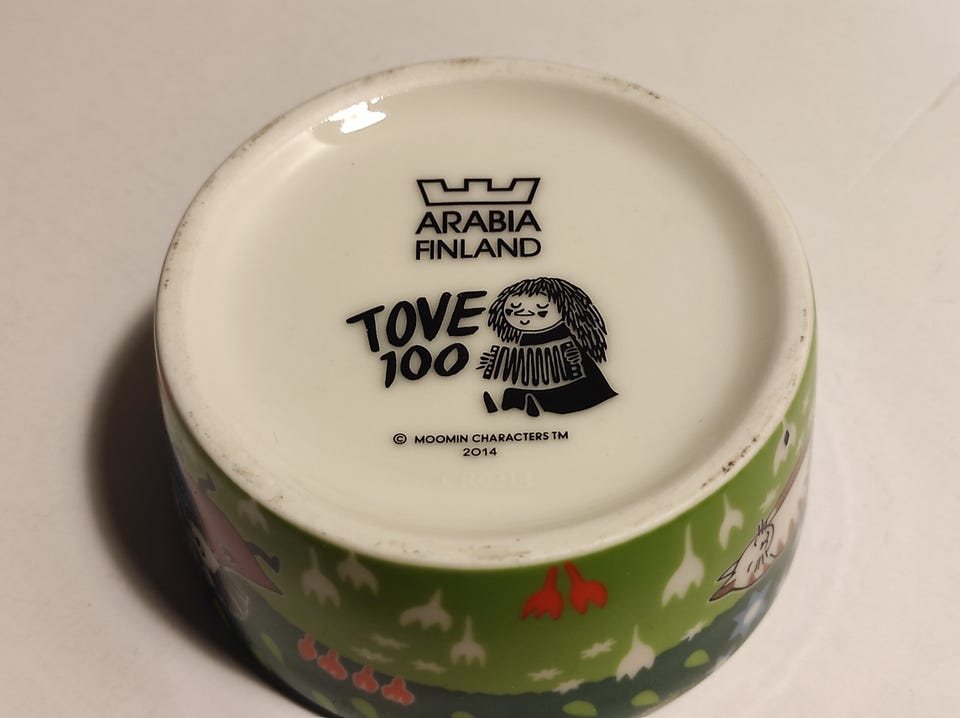 ARABIA
FINLAND
TOVE
100
© MOOMIN CHARACTERS TM
2014